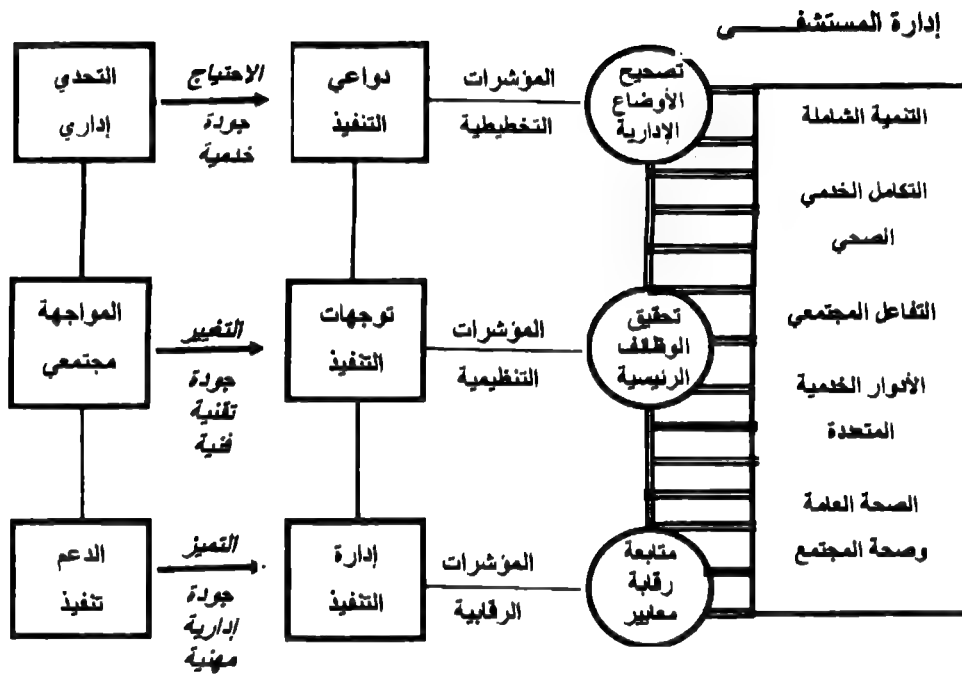 إدارة المستشفى
تصحيح
الأوضاع
الإدارية
المؤشرات
التخطيطية
دواعي
التنفيذ
الاحتياج
جودة
خدمية
التحدي
إداري
التنمية الشاملة
التكامل الخدمي
الصحي
التفاعل المجتمعي
الأدوار الخدمية
المتعددة
الصحة العامة
وصحة المجتمع
تحقيق
الوظائف
الرئيسية
المؤشرات
التنظيمية
توجهات
التنفيذ
التغيير
جودة
تقنية
فنية
المواجهة
مجتمعي
متابعة
رقابة
معايير
المؤشرات
الرقابية
إدارة
التنفيذ
التميز
جودة
إدارية
مهنية
الدعم
تنفيذ